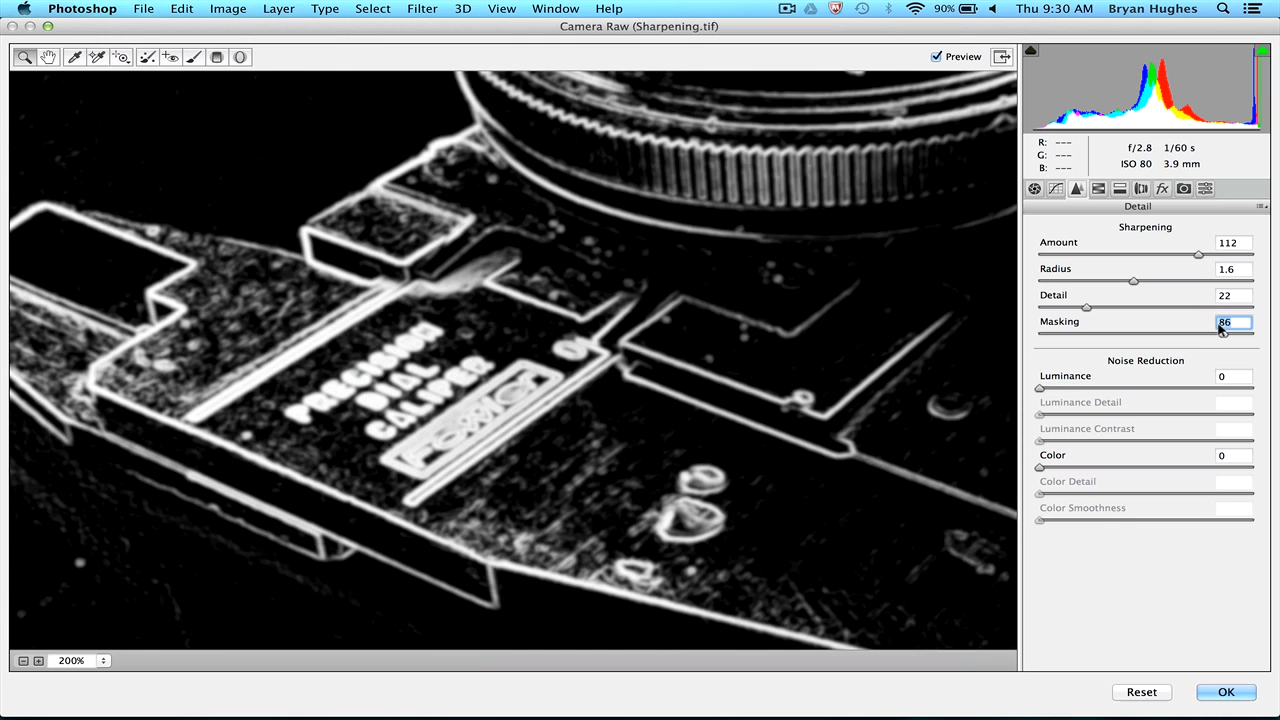 Photoshop File Edit Image Layer Type Select Filter 3D View Window Help 90% Thu 9:30 AM Bryan Hughes
Camera Raw (Sharpening.tif)
Preview
R: ---
G: ---
B: ---
f/2.8 1/60 s
ISO 80 3.9 mm
fx
Detail
Sharpening
Amount 112
Radius 1.6
Detail 22
Masking 86
Noise Reduction
Luminance 0
Luminance Detail
Luminance Contrast
Color 0
Color Detail
Color Smoothness
PRECISION
DIAL
CALIPER
FOWLER
200%
Reset OK